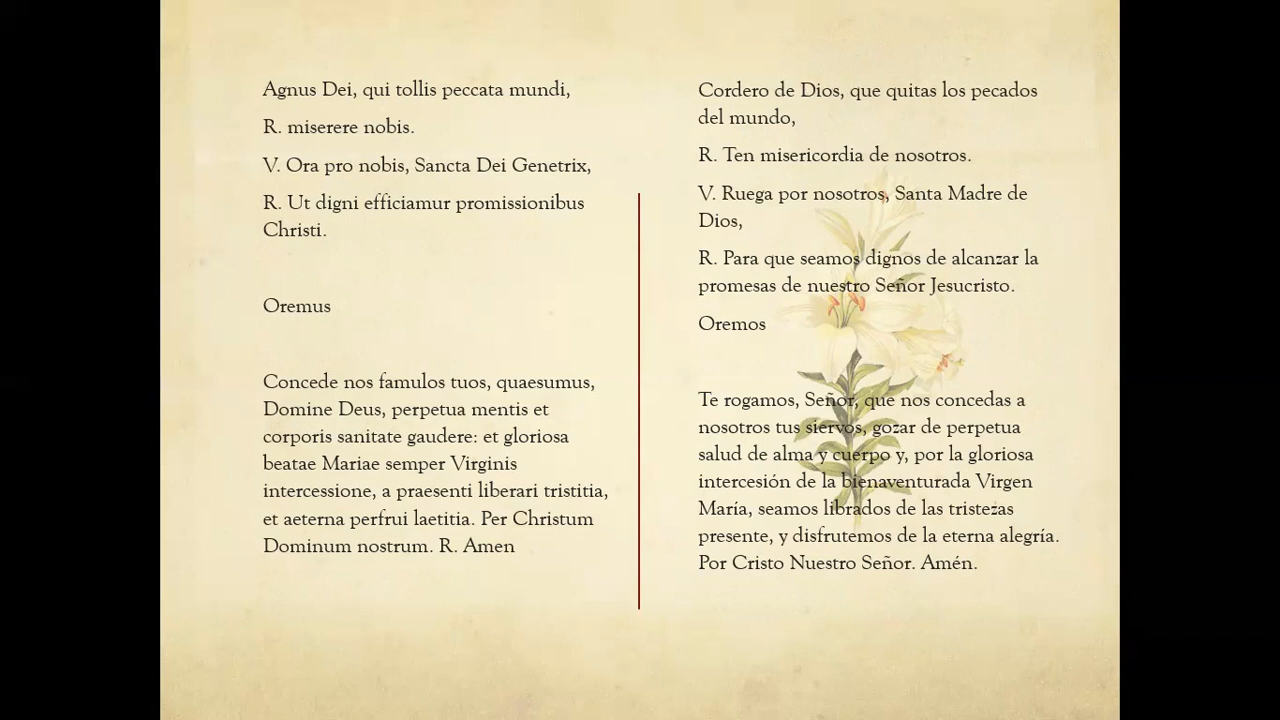 Agnus Dei, qui tollis peccata mundi,
R. miserere nobis.
V. Ora pro nobis, Sancta Dei Genetrix,
R. Ut digni efficiamur promissionibus
Christi.
Oremus
Concede nos famulos tuos, quaesumus,
Domine Deus, perpetua mentis et
corporis sanitate gaudere: et gloriosa
beatae Mariae semper Virginis
intercessione, a praesenti liberari tristitia,
et aeterna perfrui laetitia. Per Christum
Dominum nostrum. R. Amen
Cordero de Dios, que quitas los pecados
del mundo,
R. Ten misericordia de nosotros.
V. Ruega por nosotros, Santa Madre de
Dios,
R. Para que seamos dignos de alcanzar la
promesas de nuestro Señor Jesucristo.
Oremos
Te rogamos, Señor, que nos concedas a
nosotros tus siervos, gozar de perpetua
salud de alma y cuerpo y, por la gloriosa
intercesión de la bienaventurada Virgen
María, seamos librados de las tristezas
presente, y disfrutemos de la eterna alegría.
Por Cristo Nuestro Señor. Amén.